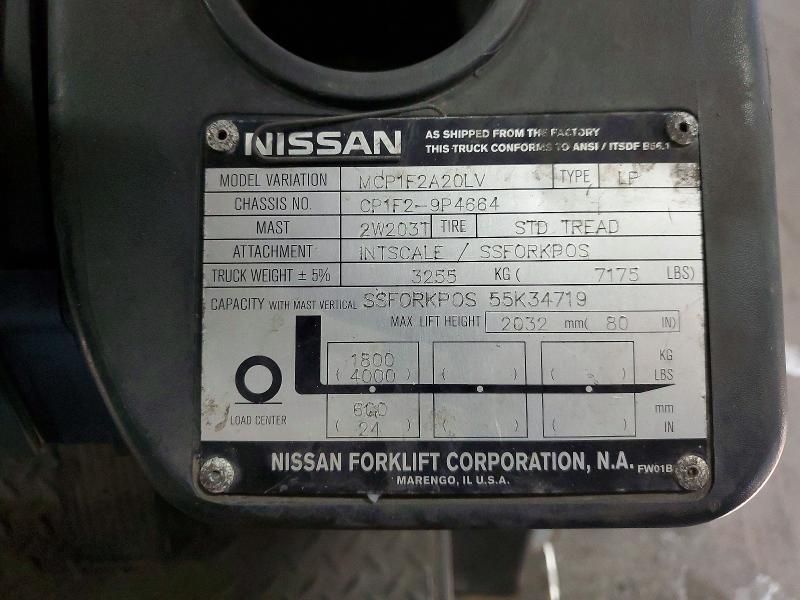 NISSAN AS SHIPPED FROM THE FACTORY
THIS TRUCK CONFORMS TO ANSI / ITSDF B56.1
MODEL VARIATION MCP1F2A20LV TYPE LP
CHASSIS NO. CP1F2-9P4664
MAST 2W203T TIRE STD TREAD
ATTACHMENT INTSCALE / SSFORKPOS
TRUCK WEIGHT ± 5% 3255 KG ( 7175 LBS)
CAPACITY WITH MAST VERTICAL SSFORKPOS 55K34719
MAX LIFT HEIGHT 2032 mm( 80 IN)
1800 KG
( 4000 ) ( ) ( ) LBS
LOAD CENTER
600 mm
( 24 ) ( ) ( ) IN
NISSAN FORKLIFT CORPORATION, N.A. FW01B
MARENGO, IL U.S.A.